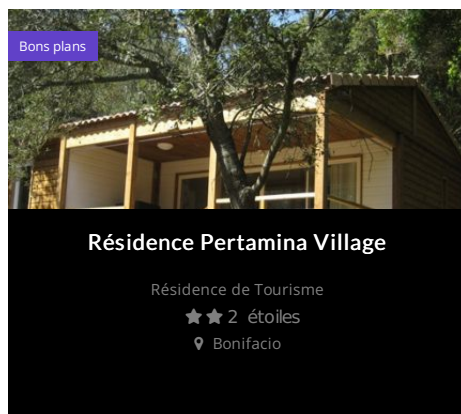 Bons plans
Résidence Pertamina Village
Résidence de Tourisme
2 étoiles
Bonifacio